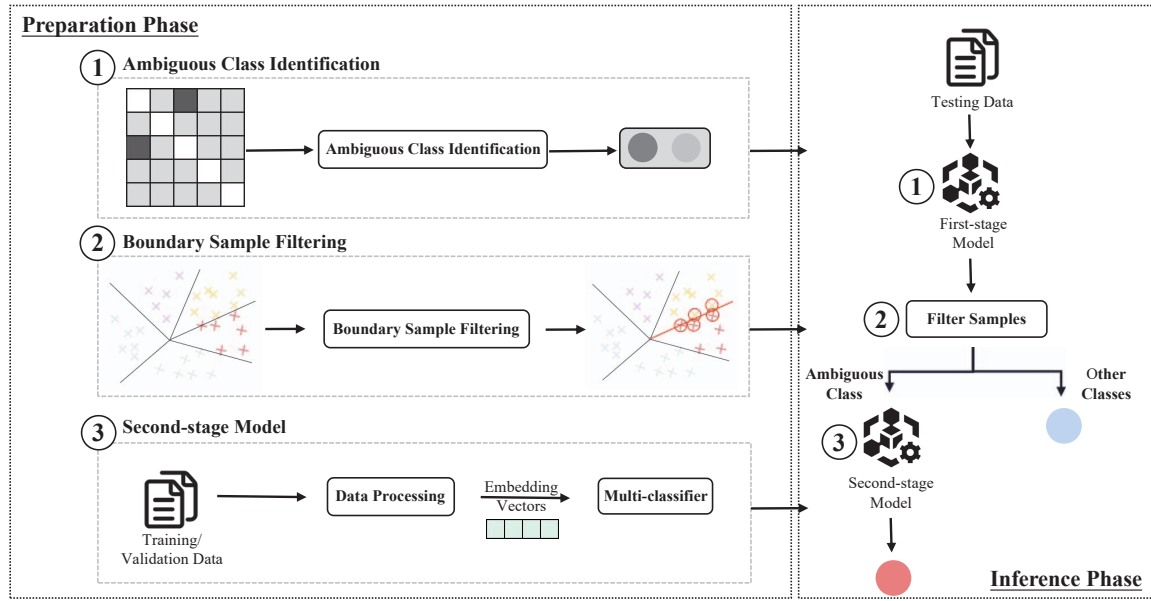 Preparation Phase
1 Ambiguous Class Identification
Ambiguous Class Identification
2 Boundary Sample Filtering
Boundary Sample Filtering
3 Second-stage Model
Training/
Validation Data
Data Processing
Embedding
Vectors
Multi-classifier
Testing Data
1
First-stage
Model
2
Filter Samples
Ambiguous
Class
Other
Classes
3
Second-stage
Model
Inference Phase